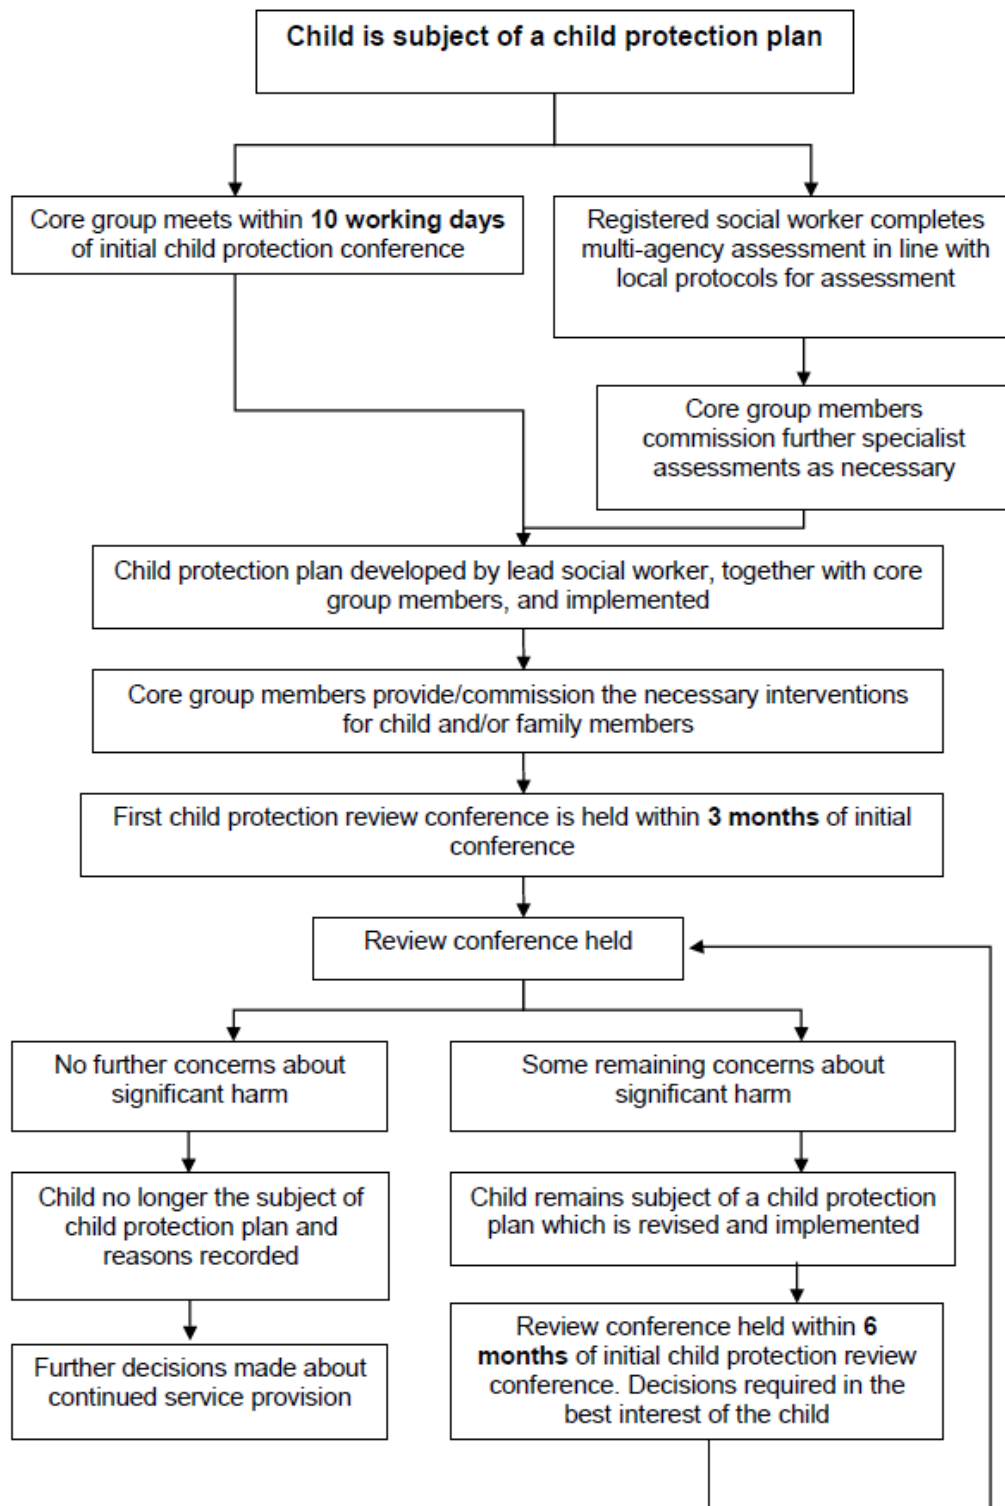 Child is subject of a child protection plan
Core group meets within 10 working days
of initial child protection conference
Registered social worker completes
multi-agency assessment in line with
local protocols for assessment
Core group members
commission further specialist
assessments as necessary
Child protection plan developed by lead social worker, together with core
group members, and implemented
Core group members provide/commission the necessary interventions
for child and/or family members
First child protection review conference is held within 3 months of initial
conference
Review conference held
No further concerns about
significant harm
Some remaining concerns about
significant harm
Child no longer the subject of
child protection plan and
reasons recorded
Child remains subject of a child protection
plan which is revised and implemented
Further decisions made about
continued service provision
Review conference held within 6
months of initial child protection review
conference. Decisions required in the
best interest of the child